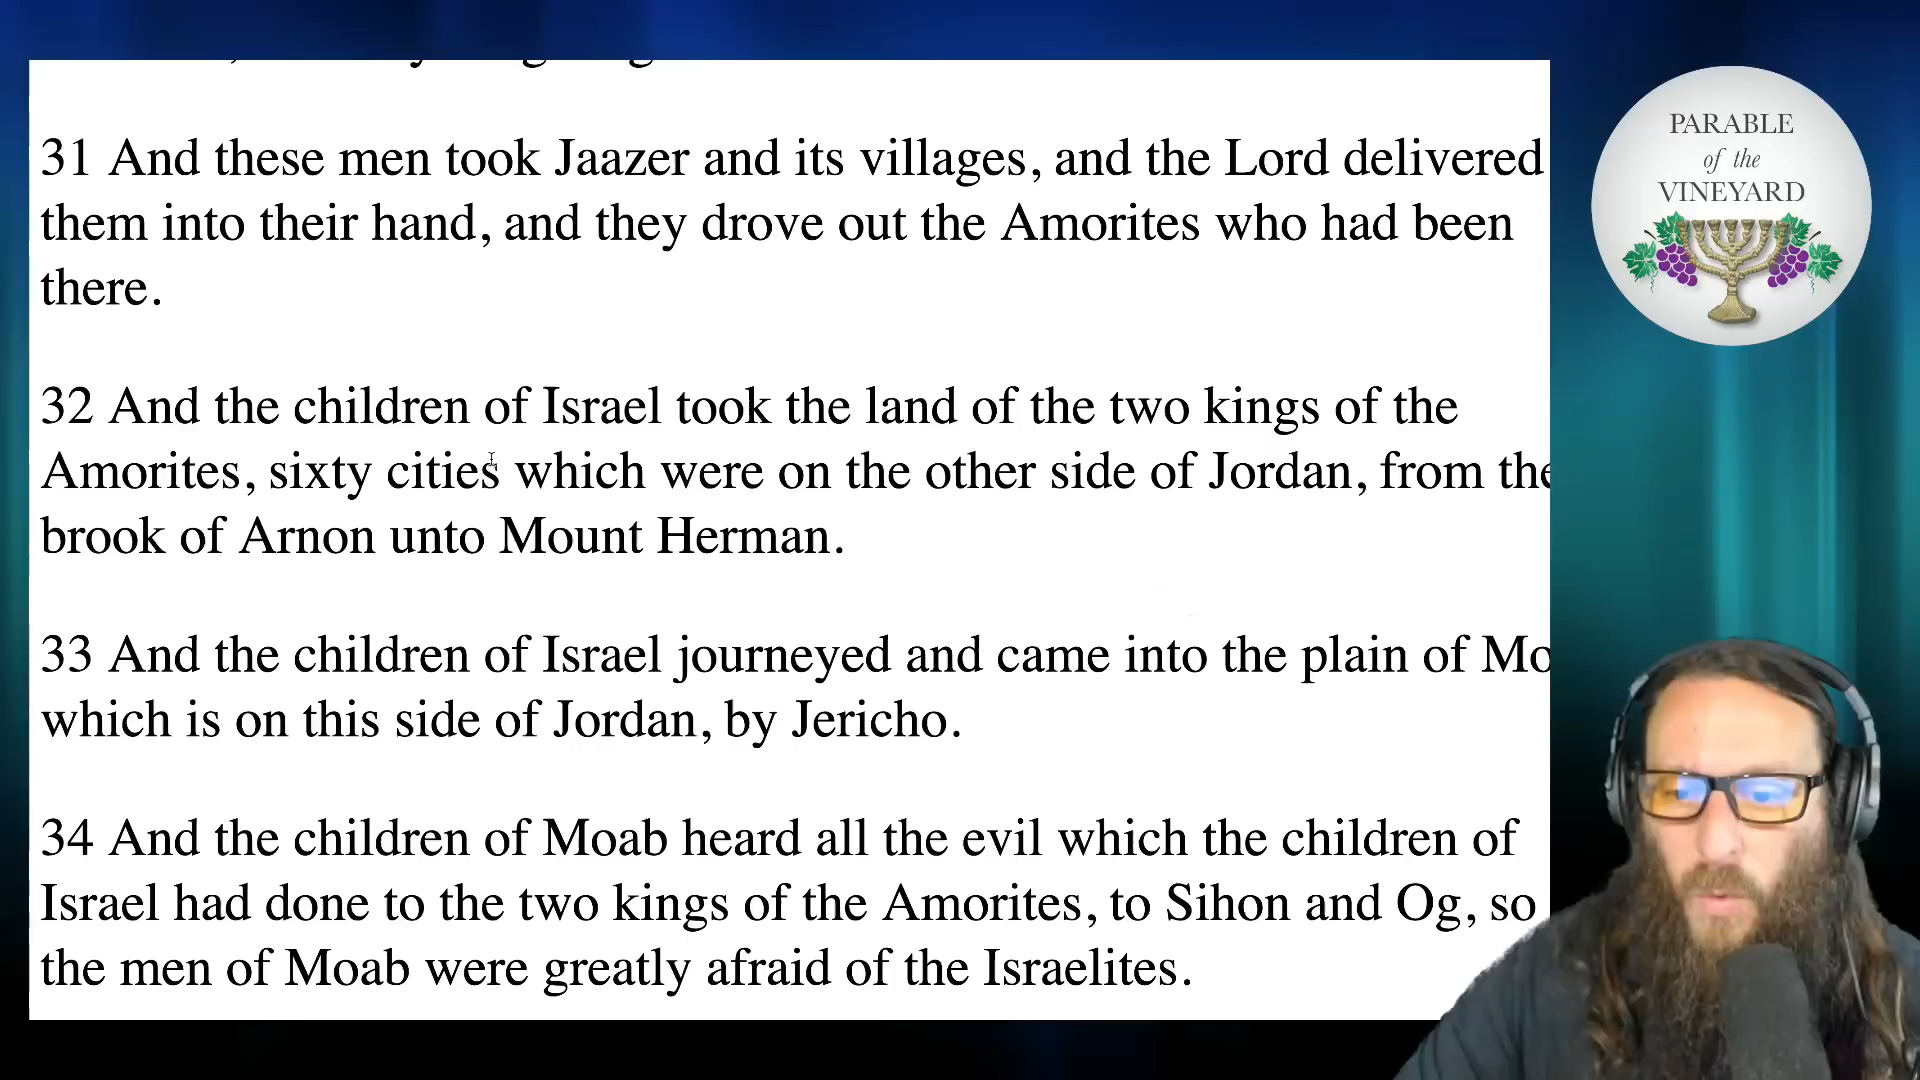 31 And these men took Jaazer and its villages, and the Lord delivered
them into their hand, and they drove out the Amorites who had been
there.
32 And the children of Israel took the land of the two kings of the
Amorites, sixty cities which were on the other side of Jordan, from the
brook of Arnon unto Mount Herman.
33 And the children of Israel journeyed and came into the plain of Mo
which is on this side of Jordan, by Jericho.
34 And the children of Moab heard all the evil which the children of
Israel had done to the two kings of the Amorites, to Sihon and Og, so
the men of Moab were greatly afraid of the Israelites.
PARABLE
of the
VINEYARD